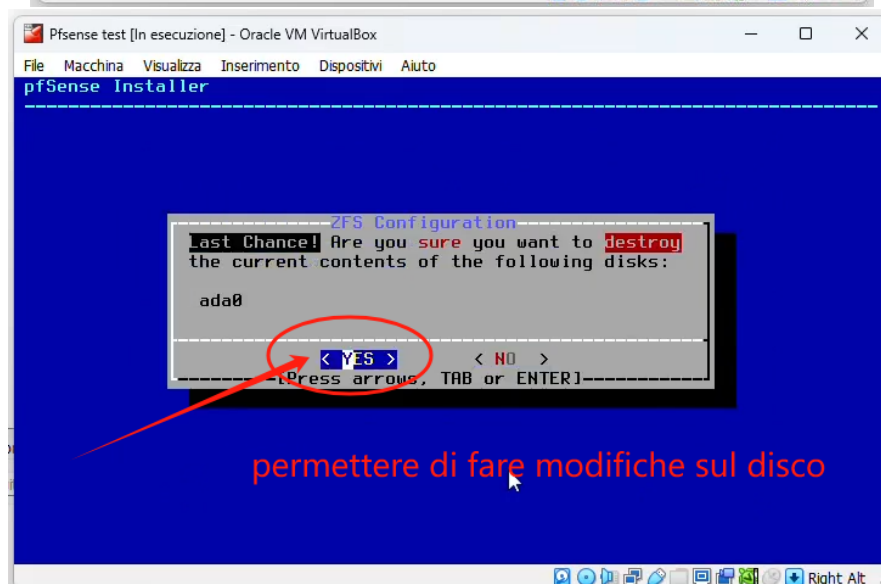 Pfsense test [In esecuzione] - Oracle VM VirtualBox
File Macchina Visualizza Inserimento Dispositivi Aiuto
pfSense Installer
ZFS Configuration
Last Chance! Are you sure you want to destroy
the current contents of the following disks:
ada0
< YES > < NO >
[Press arrows, TAB or ENTER]
permettere di fare modifiche sul disco
Right Alt